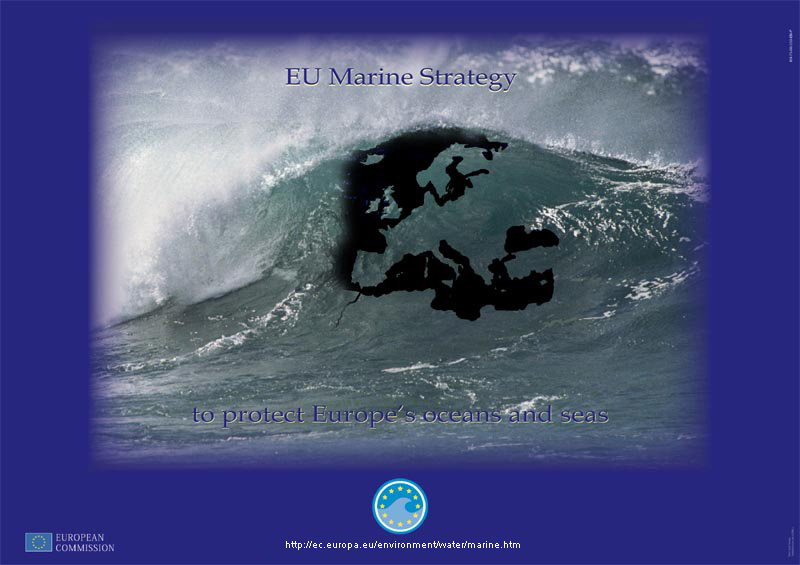 EU Marine Strategy
to protect Europe's oceans and seas
EUROPEAN
COMMISSION
http://ec.europa.eu/environment/water/marine.htm